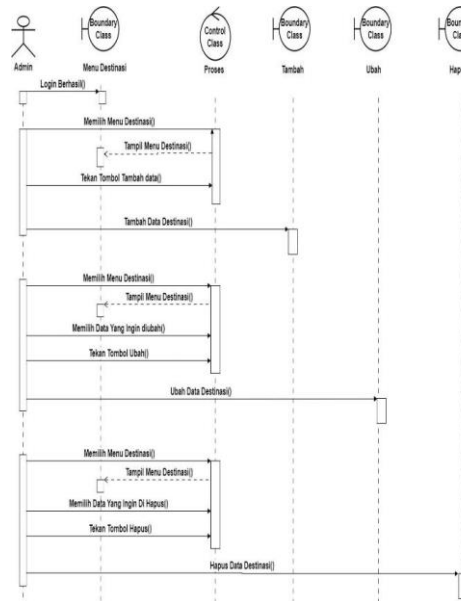 Boundary
Class
Control
Class
Boundary
Class
Boundary
Class
Class
Admin
Menu Destinasi
Proses
Tambah
Ubah
Login Berhasil()
Memilih Menu Destinasi()
Tampil Menu Destinasi()
Tekan Tombol Tambah data()
Tambah Data Destinasi()
Memilih Menu Destinasi()
Tampil Menu Destinasi()
Memilih Data Yang Ingin diubah()
Tekan Tombol Ubah()
Ubah Data Destinasi()
Memilih Menu Destinasi()
Tampil Menu Destinasi()
Memilih Data Yang Ingin Di Hapus()
Tekan Tombol Hapus()
Hapus Data Destinasi()